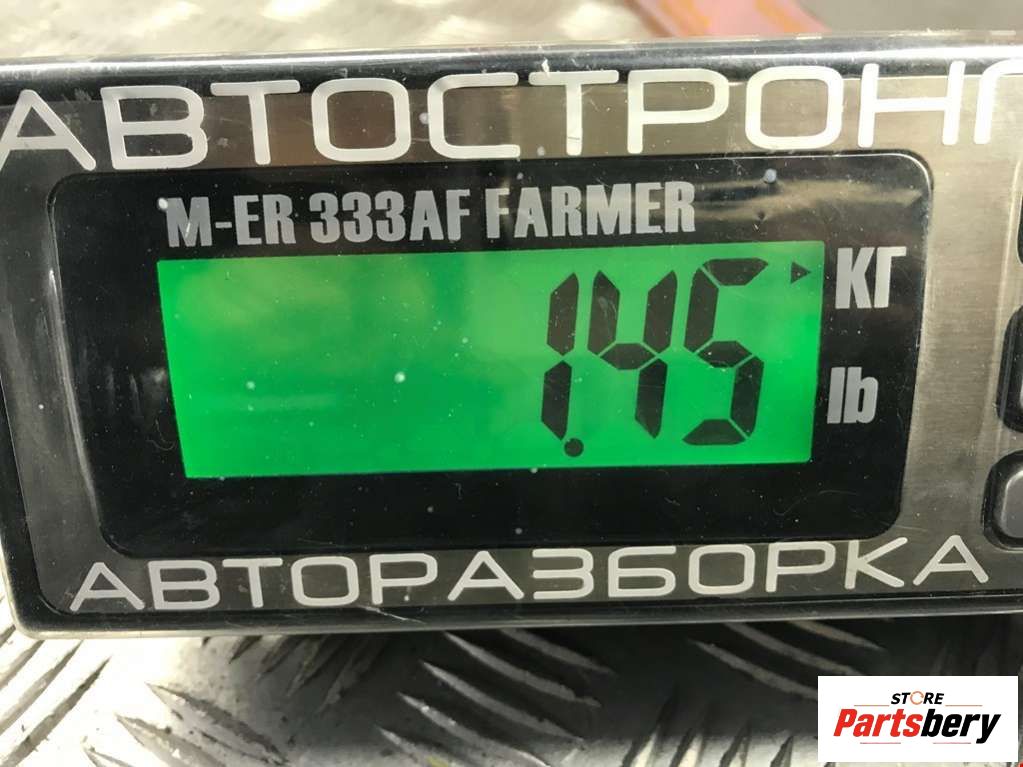 АВТОСТРОНГ
M-ER 333AF FARMER
1.45
КГ
lb
АВТОРАЗБОРКА
STORE
Partsbery